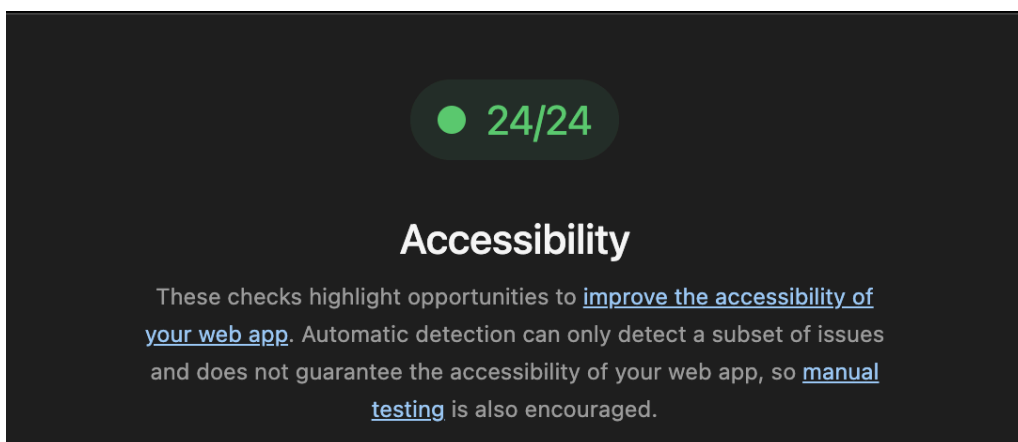 24/24
Accessibility
These checks highlight opportunities to improve the accessibility of
your web app. Automatic detection can only detect a subset of issues
and does not guarantee the accessibility of your web app, so manual
testing is also encouraged.